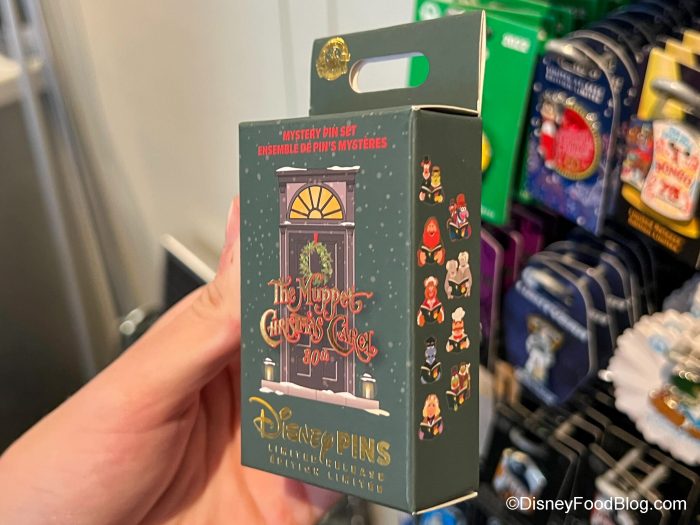 MYSTERY PIN SET
ENSEMBLE DE PIN'S MYSTÈRES
The Muppet
Christmas Carol
30th
Disney PINS
LIMITED RELEASE
ÉDITION LIMITÉE
2022
©DisneyFoodBlog.com